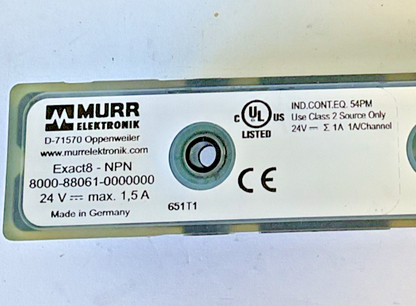 MURR
ELEKTRONIK
D-71570 Oppenweiler
www.murrelektronik.com
Exact8 - NPN
8000-88061-0000000
24 V ⎓ max. 1,5 A
Made in Germany
651T1
C UL US
LISTED
CE
IND.CONT.EQ. 54PM
Use Class 2 Source Only
24V ⎓ Σ 1A 1A/Channel